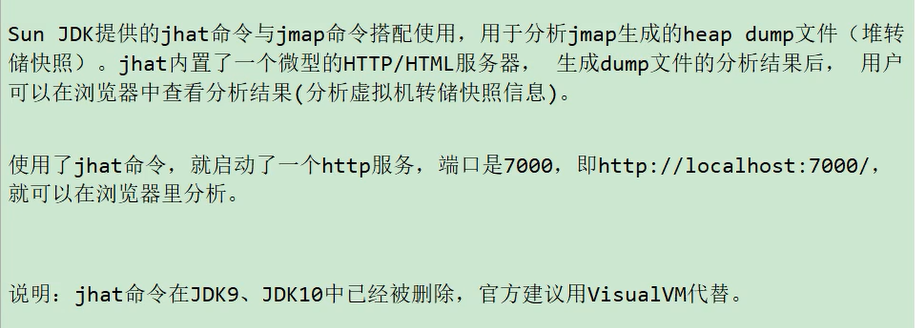 Sun JDK提供的jhat命令与jmap命令搭配使用，用于分析jmap生成的heap dump文件（堆转
储快照）。jhat内置了一个微型的HTTP/HTML服务器， 生成dump文件的分析结果后， 用户
可以在浏览器中查看分析结果(分析虚拟机转储快照信息)。
使用了jhat命令，就启动了一个http服务，端口是7000，即http://localhost:7000/，
就可以在浏览器里分析。
说明：jhat命令在JDK9、JDK10中已经被删除，官方建议用VisualVM代替。